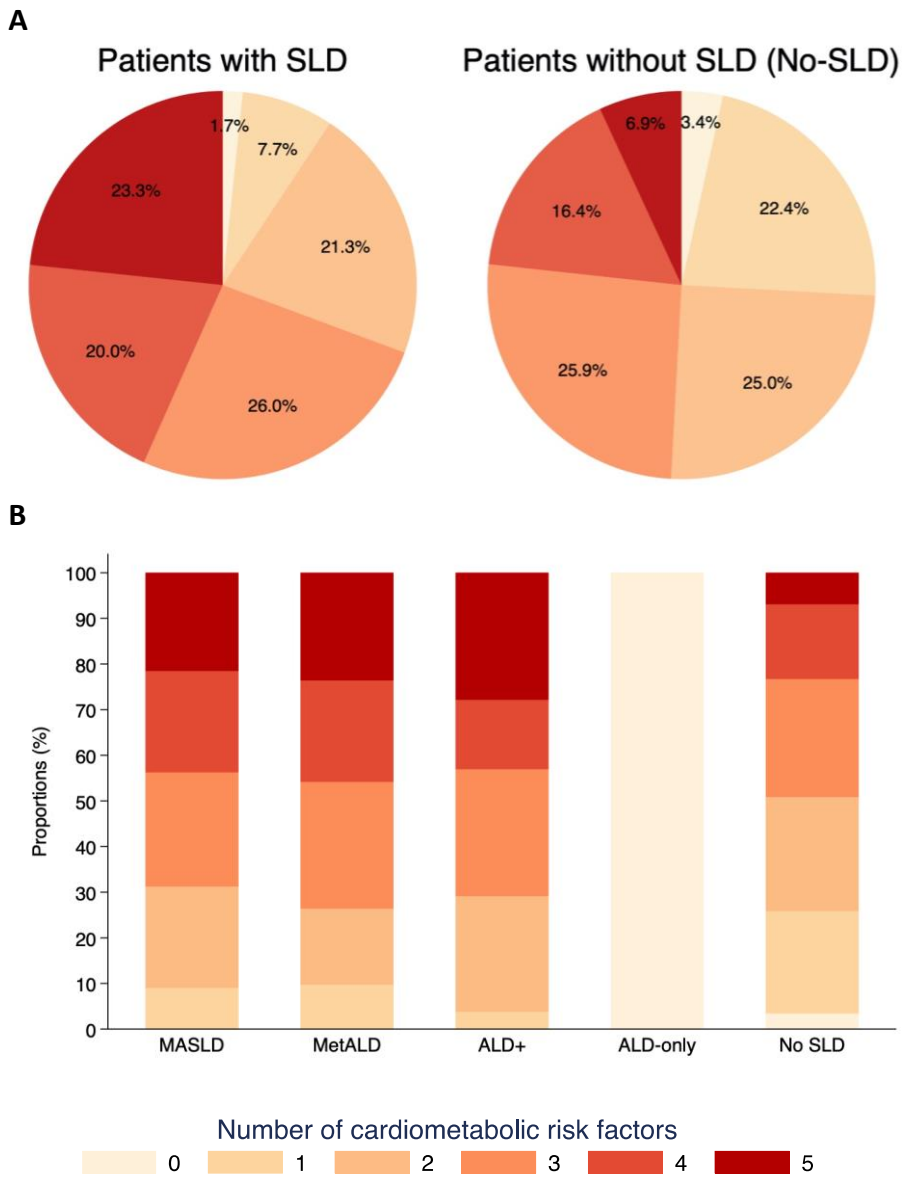 A
Patients with SLD
Patients without SLD (No-SLD)
1.7%
7.7%
23.3%
21.3%
20.0%
26.0%
6.9%
3.4%
16.4%
22.4%
25.9%
25.0%
B
Proportions (%)
100
90
80
70
60
50
40
30
20
10
0
MASLD
MetALD
ALD+
ALD-only
No SLD
Number of cardiometabolic risk factors
0
1
2
3
4
5